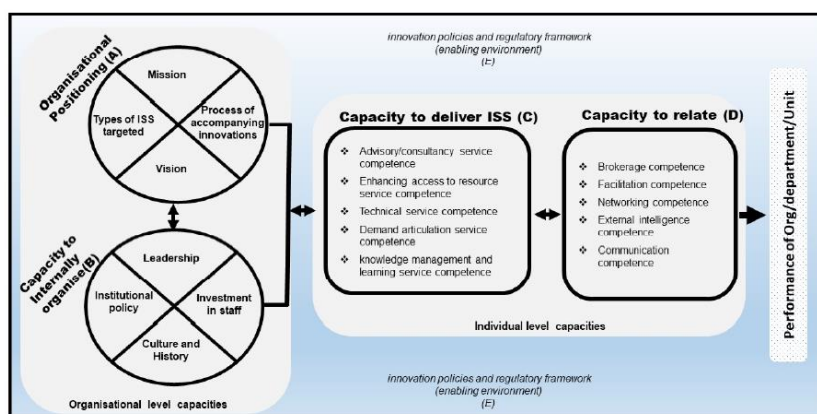 innovation policies and regulatory framework
(enabling environment)
(E)
Organisational
Positioning (A)
Mission
Types of ISS
targeted
Process of
accompanying
innovations
Vision
Capacity to
Internally
organise(B)
Leadership
Institutional
policy
Investment
in staff
Culture and
History
Organisational level capacities
Capacity to deliver ISS (C)
Advisory/consultancy service
competence
Enhancing access to resource
service competence
Technical service competence
Demand articulation service
competence
knowledge management and
learning service competence
Capacity to relate (D)
Brokerage competence
Facilitation competence
Networking competence
External intelligence
competence
Communication
competence
Individual level capacities
Performance of Org/department/Unit
innovation policies and regulatory framework
(enabling environment)
(E)